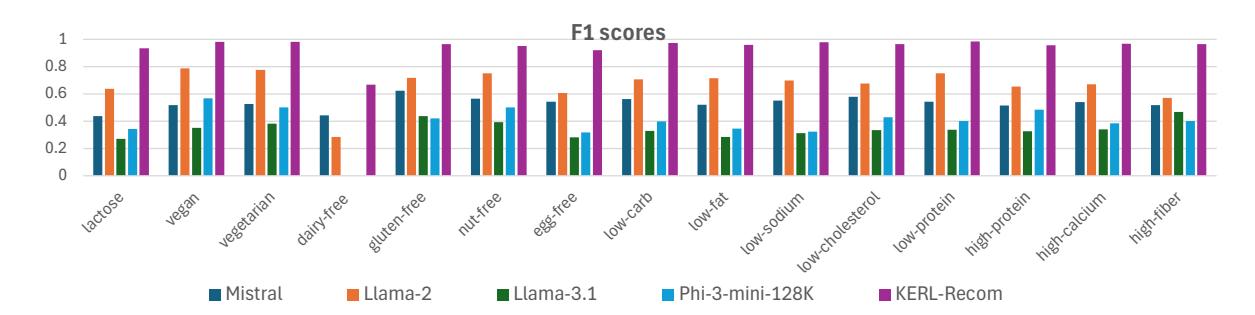 F1 scores
1
0.8
0.6
0.4
0.2
0
lactose
vegan
vegetarian
dairy-free
gluten-free
nut-free
egg-free
low-carb
low-fat
low-sodium
low-cholesterol
low-protein
high-protein
high-calcium
high-fiber
Mistral Llama-2 Llama-3.1 Phi-3-mini-128K KERL-Recom